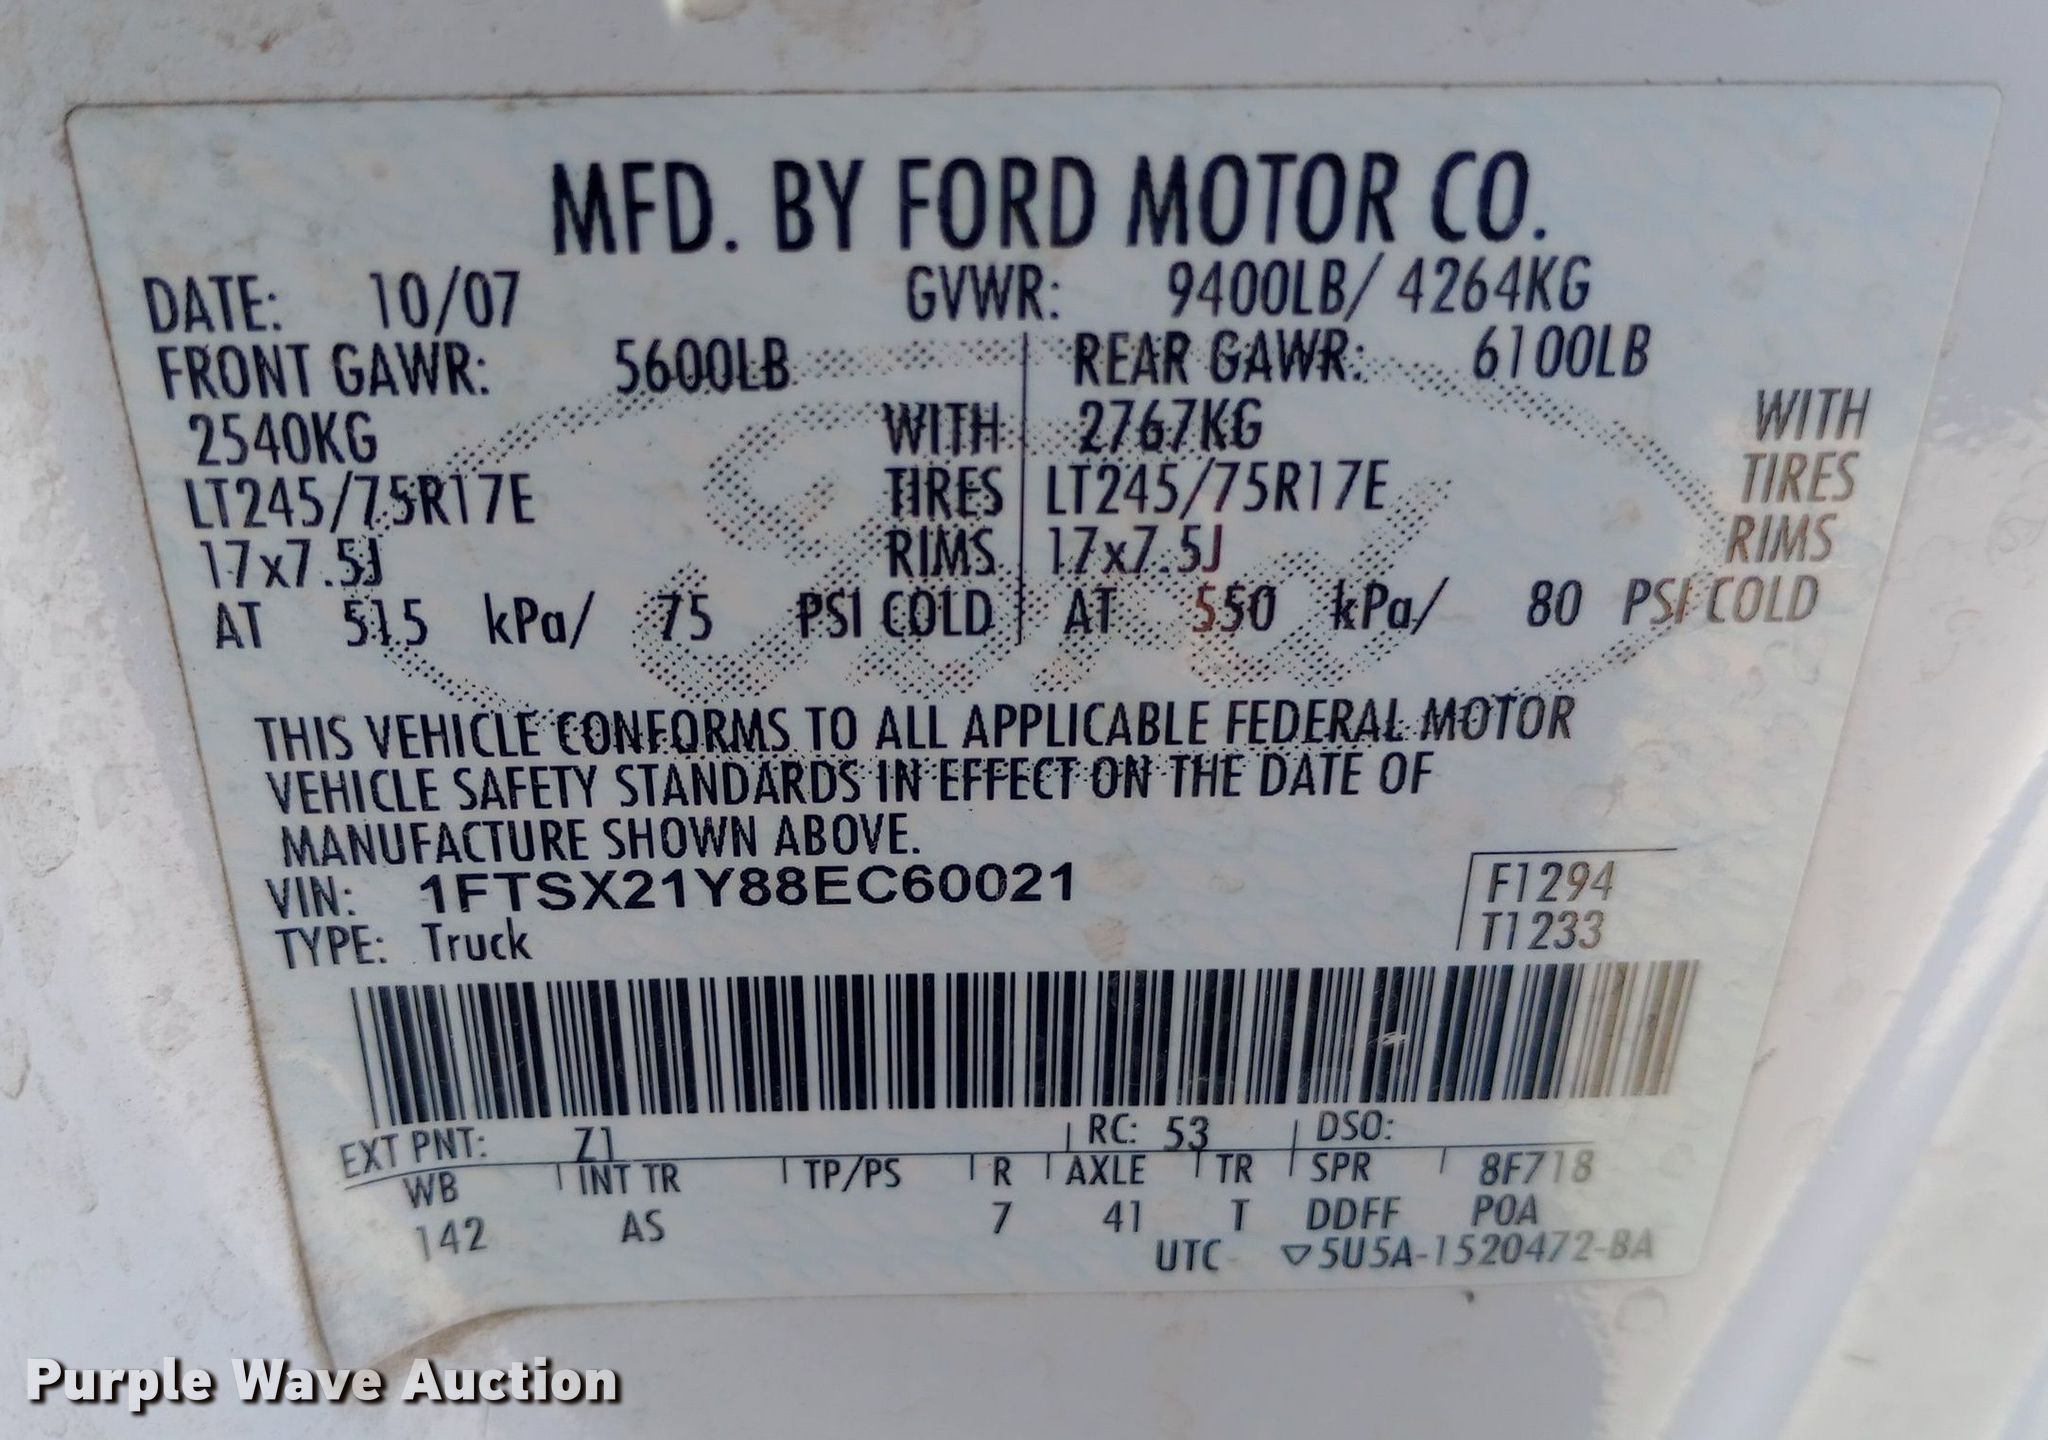 MFD. BY FORD MOTOR CO.
DATE: 10/07 GVWR: 9400LB/ 4264KG
FRONT GAWR: 5600LB REAR GAWR: 6100LB
2540KG WITH 2767KG WITH
LT245/75R17E TIRES LT245/75R17E TIRES
17x7.5J RIMS 17x7.5J RIMS
AT 515 kPa/ 75 PSI COLD AT 550 kPa/ 80 PSI COLD
THIS VEHICLE CONFORMS TO ALL APPLICABLE FEDERAL MOTOR
VEHICLE SAFETY STANDARDS IN EFFECT ON THE DATE OF
MANUFACTURE SHOWN ABOVE.
VIN: 1FTSX21Y88EC60021 F1294
TYPE: Truck T1233
EXT PNT: Z1 RC: 53 DSO:
WB INT TR TP/PS R AXLE TR SPR 8F718
142 AS 7 41 T DDFF POA
UTC ▽5U5A-1520472-BA
Purple Wave Auction